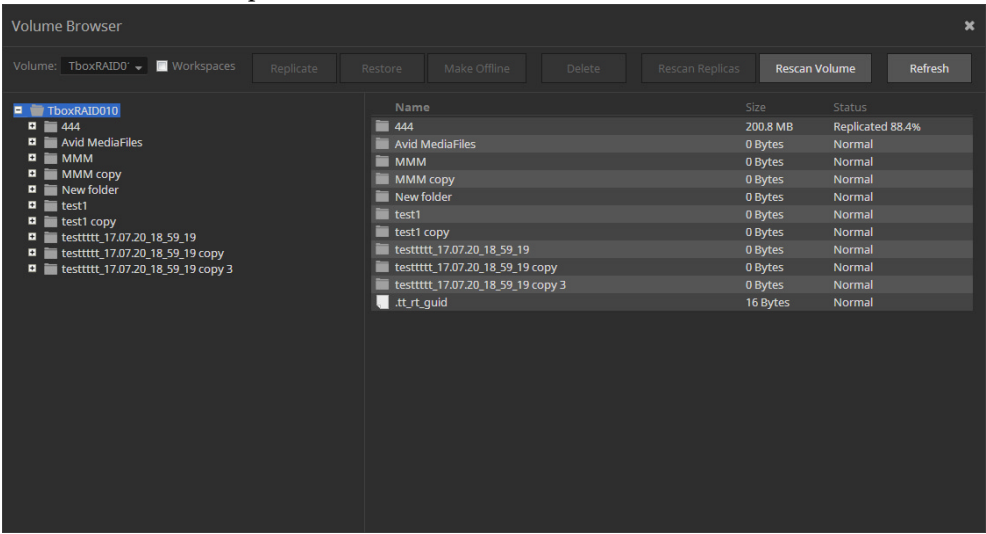 Volume Browser
Volume: TboxRAID0 Workspaces Replicate Restore Make Offline Delete Rescan Replicas Rescan Volume Refresh
TboxRAID010
444
Avid MediaFiles
MMM
MMM copy
New folder
test1
test1 copy
testtttt_17.07.20_18_59_19
testtttt_17.07.20_18_59_19 copy
testtttt_17.07.20_18_59_19 copy 3
Name Size Status
444 200.8 MB Replicated 88.4%
Avid MediaFiles 0 Bytes Normal
MMM 0 Bytes Normal
MMM copy 0 Bytes Normal
New folder 0 Bytes Normal
test1 0 Bytes Normal
test1 copy 0 Bytes Normal
testtttt_17.07.20_18_59_19 0 Bytes Normal
testtttt_17.07.20_18_59_19 copy 0 Bytes Normal
testtttt_17.07.20_18_59_19 copy 3 0 Bytes Normal
.tt_rt_guid 16 Bytes Normal